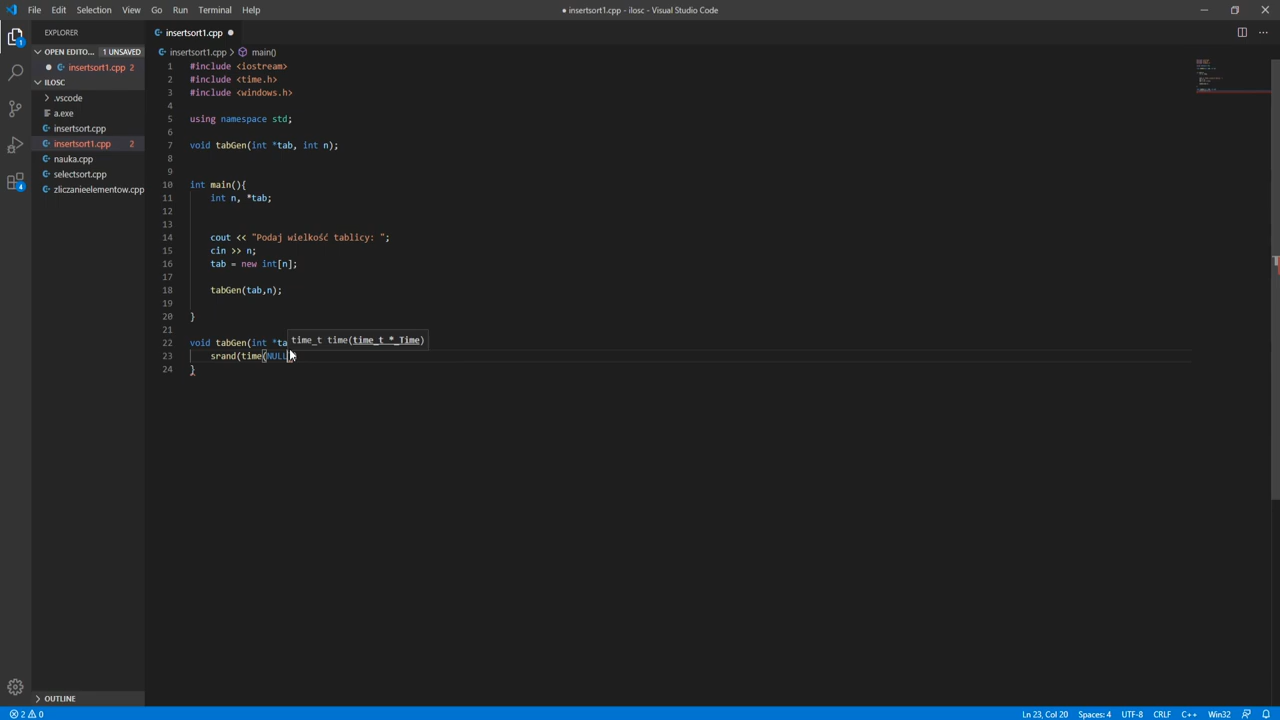 File Edit Selection View Go Run Terminal Help
● insertsort1.cpp - ilosc - Visual Studio Code
EXPLORER
OPEN EDITO... 1 UNSAVED
insertsort1.cpp 2
ILOSC
.vscode
a.exe
insertsort.cpp
insertsort1.cpp 2
nauka.cpp
selectsort.cpp
zliczanieelementow.cpp
OUTLINE
1
4
insertsort1.cpp ●
insertsort1.cpp > main()
1 #include <iostream>
2 #include <time.h>
3 #include <windows.h>
4
5 using namespace std;
6
7 void tabGen(int *tab, int n);
8
9
10 int main(){
11 int n, *tab;
12
13
14 cout << "Podaj wielkość tablicy: ";
15 cin >> n;
16 tab = new int[n];
17
18 tabGen(tab,n);
19
20 }
21
22 void tabGen(int *ta
time_t time(time_t *_Time)
23 srand(time(NULL
24 }
2 0
Ln 23, Col 20 Spaces: 4 UTF-8 CRLF C++ Win32